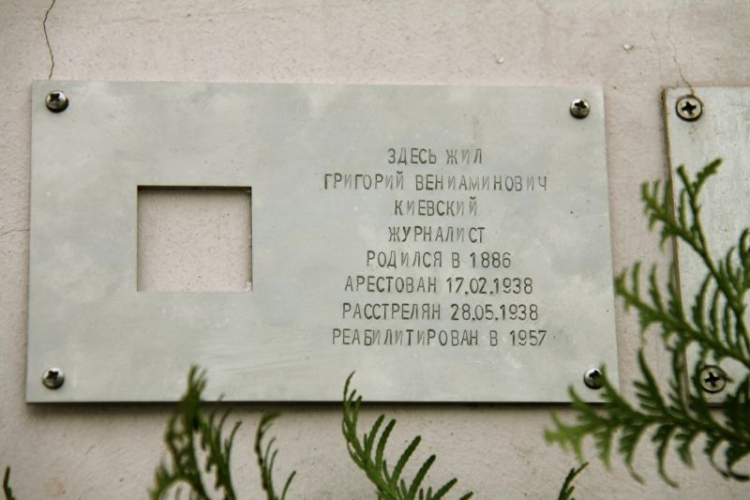 ЗДЕСЬ ЖИЛ
ГРИГОРИЙ ВЕНИАМИНОВИЧ
КИЕВСКИЙ
ЖУРНАЛИСТ
РОДИЛСЯ В 1886
АРЕСТОВАН 17.02.1938
РАССТРЕЛЯН 28.05.1938
РЕАБИЛИТИРОВАН В 1957